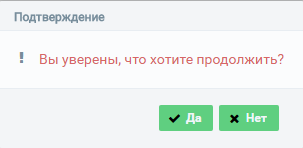 Подтверждение
Вы уверены, что хотите продолжить?
Да Нет